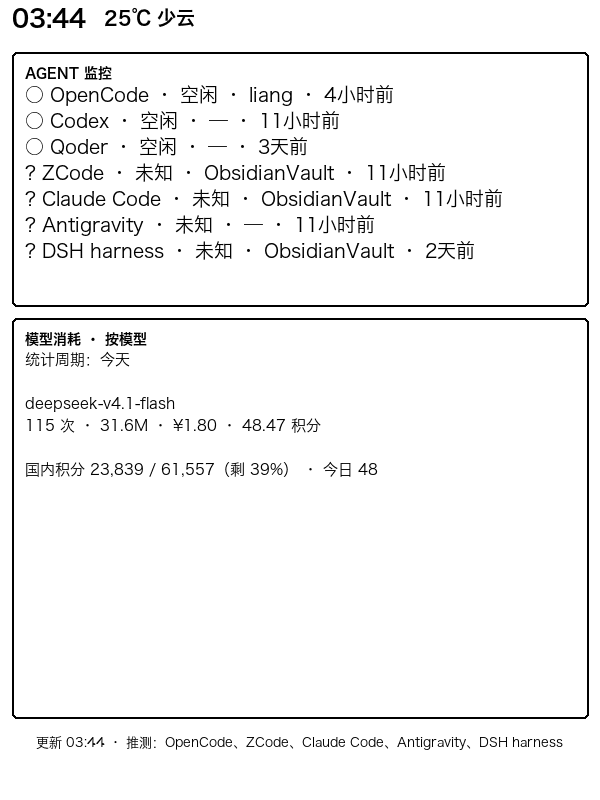 03:44 25℃ 少云
AGENT 监控
○ OpenCode · 空闲 · liang · 4小时前
○ Codex · 空闲 · — · 11小时前
○ Qoder · 空闲 · — · 3天前
? ZCode · 未知 · ObsidianVault · 11小时前
? Claude Code · 未知 · ObsidianVault · 11小时前
? Antigravity · 未知 · — · 11小时前
? DSH harness · 未知 · ObsidianVault · 2天前
模型消耗 · 按模型
统计周期：今天
deepseek-v4.1-flash
115 次 · 31.6M · ¥1.80 · 48.47 积分
国内积分 23,839 / 61,557（剩 39%） · 今日 48
更新 03:44 · 推测：OpenCode、ZCode、Claude Code、Antigravity、DSH harness